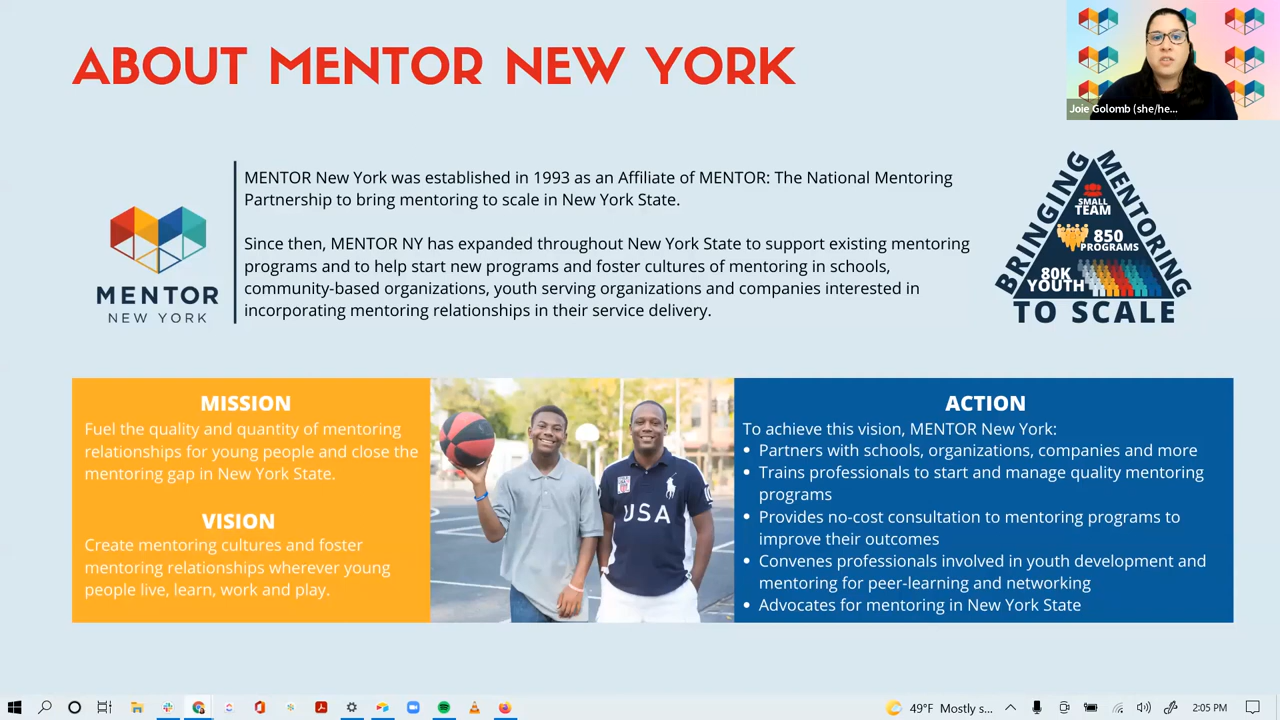 ABOUT MENTOR NEW YORK
Joie Golomb (she/he...
MENTOR
NEW YORK
MENTOR New York was established in 1993 as an Affiliate of MENTOR: The National Mentoring
Partnership to bring mentoring to scale in New York State.
Since then, MENTOR NY has expanded throughout New York State to support existing mentoring
programs and to help start new programs and foster cultures of mentoring in schools,
community-based organizations, youth serving organizations and companies interested in
incorporating mentoring relationships in their service delivery.
BRINGING
MENTORING
SMALL
TEAM
850
PROGRAMS
80K
YOUTH
TO SCALE
MISSION
Fuel the quality and quantity of mentoring
relationships for young people and close the
mentoring gap in New York State.
VISION
Create mentoring cultures and foster
mentoring relationships wherever young
people live, learn, work and play.
USA
ACTION
To achieve this vision, MENTOR New York:
• Partners with schools, organizations, companies and more
• Trains professionals to start and manage quality mentoring
programs
• Provides no-cost consultation to mentoring programs to
improve their outcomes
• Convenes professionals involved in youth development and
mentoring for peer-learning and networking
• Advocates for mentoring in New York State
49°F Mostly s...
2:05 PM